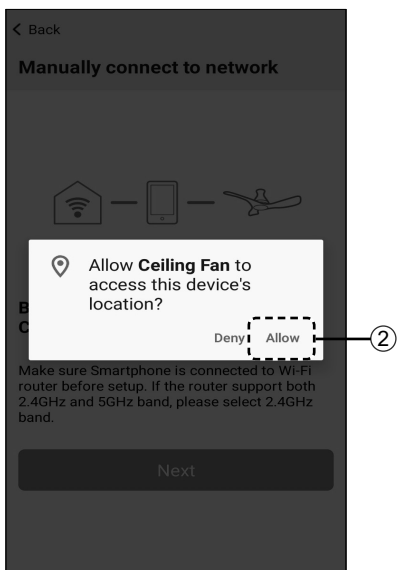 Back
Manually connect to network
Allow Ceiling Fan to
access this device's
location?
B
C
Deny Allow
②
Make sure Smartphone is connected to Wi-Fi
router before setup. If the router support both
2.4GHz and 5GHz band, please select 2.4GHz
band.
Next